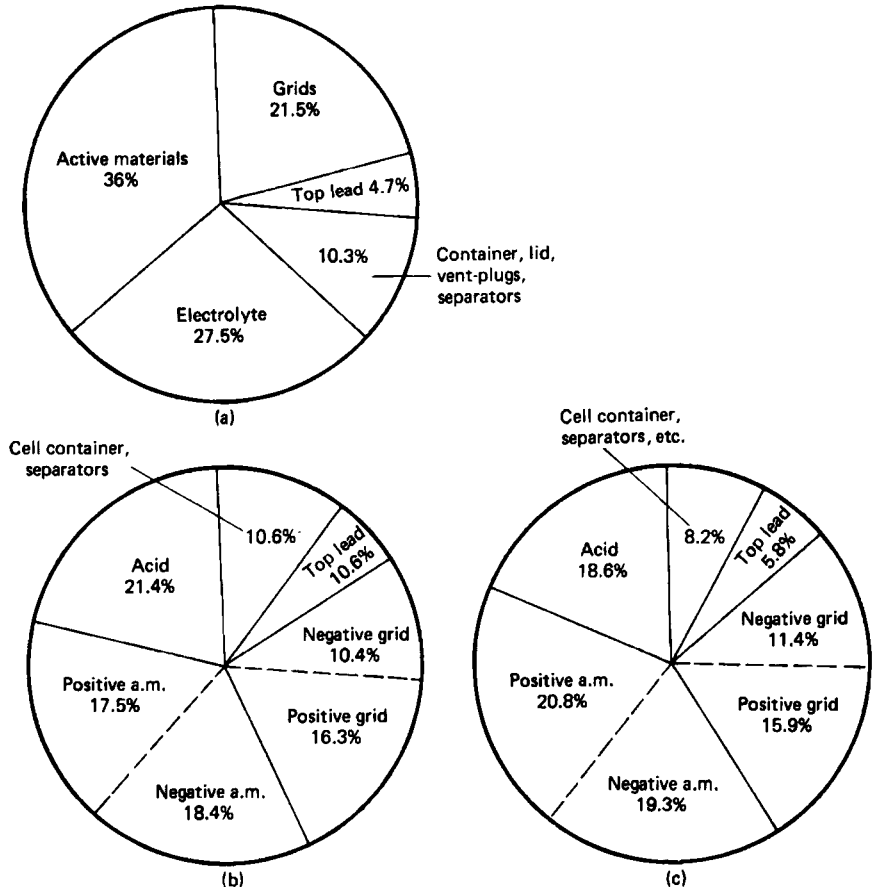 Grids
21.5%
Active materials
36%
Top lead 4.7%
10.3%
Container, lid,
vent-plugs,
separators
Electrolyte
27.5%
(a)
Cell container,
separators
10.6%
Top lead
10.6%
Acid
21.4%
Negative grid
10.4%
Positive a.m.
17.5%
Positive grid
16.3%
Negative a.m.
18.4%
(b)
Cell container,
separators, etc.
8.2%
Top lead
5.8%
Acid
18.6%
Negative grid
11.4%
Positive a.m.
20.8%
Positive grid
15.9%
Negative a.m.
19.3%
(c)